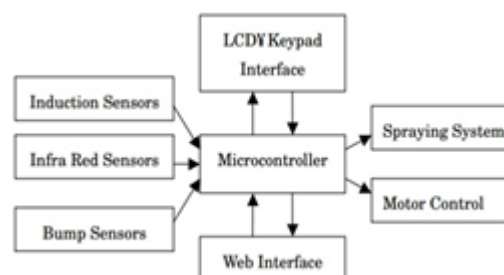 LCD¥Keypad
Interface
Induction Sensors
Infra Red Sensors
Bump Sensors
Microcontroller
Spraying System
Motor Control
Web Interface